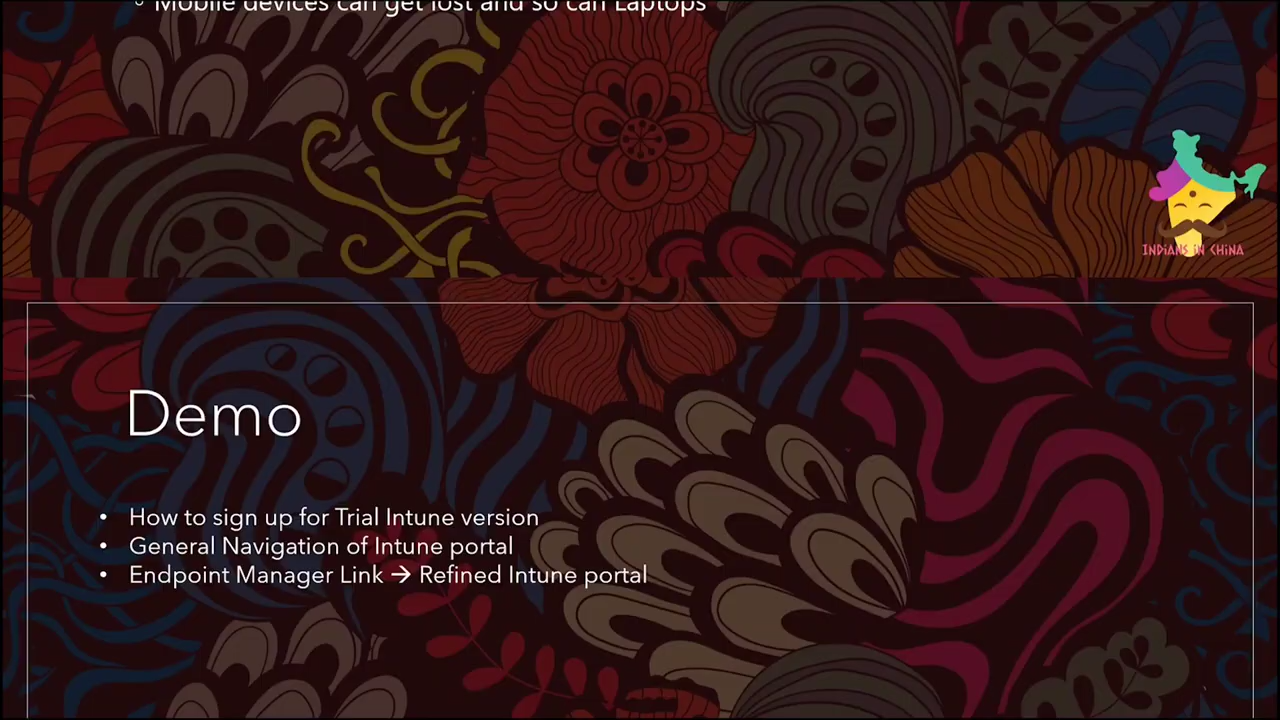 ◦ Mobile devices can get lost and so can Laptops
INDIANS IN CHINA
Demo
• How to sign up for Trial Intune version
• General Navigation of Intune portal
• Endpoint Manager Link → Refined Intune portal